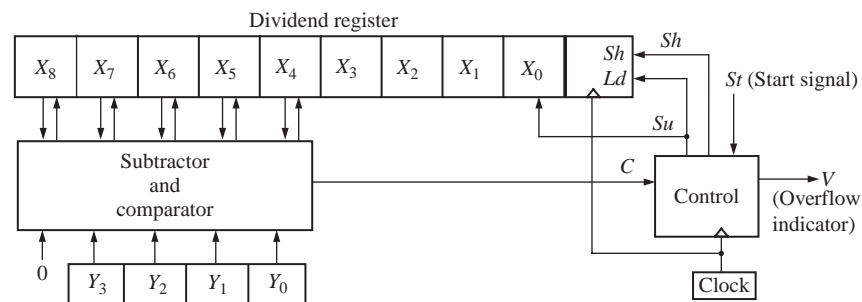 Dividend register
X8 X7 X6 X5 X4 X3 X2 X1 X0 Sh
Ld
Sh
St (Start signal)
Su
Subtractor
and
comparator
C
Control
V
(Overflow
indicator)
0
Y3 Y2 Y1 Y0
Clock